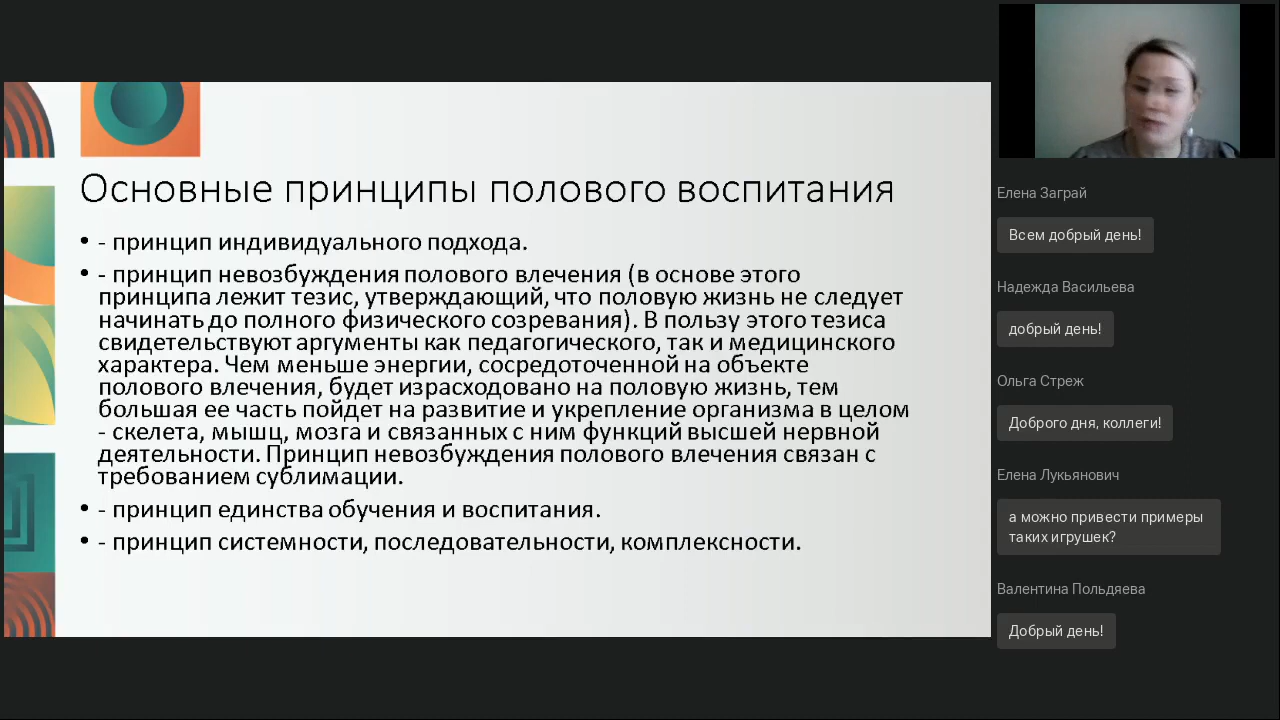 Основные принципы полового воспитания
• - принцип индивидуального подхода.
• - принцип невозбуждения полового влечения (в основе этого
принципа лежит тезис, утверждающий, что половую жизнь не следует
начинать до полного физического созревания). В пользу этого тезиса
свидетельствуют аргументы как педагогического, так и медицинского
характера. Чем меньше энергии, сосредоточенной на объекте
полового влечения, будет израсходовано на половую жизнь, тем
большая ее часть пойдет на развитие и укрепление организма в целом
- скелета, мышц, мозга и связанных с ним функций высшей нервной
деятельности. Принцип невозбуждения полового влечения связан с
требованием сублимации.
• - принцип единства обучения и воспитания.
• - принцип системности, последовательности, комплексности.
Елена Заграй
Всем добрый день!
Надежда Васильева
добрый день!
Ольга Стреж
Доброго дня, коллеги!
Елена Лукьянович
а можно привести примеры
таких игрушек?
Валентина Польдяева
Добрый день!